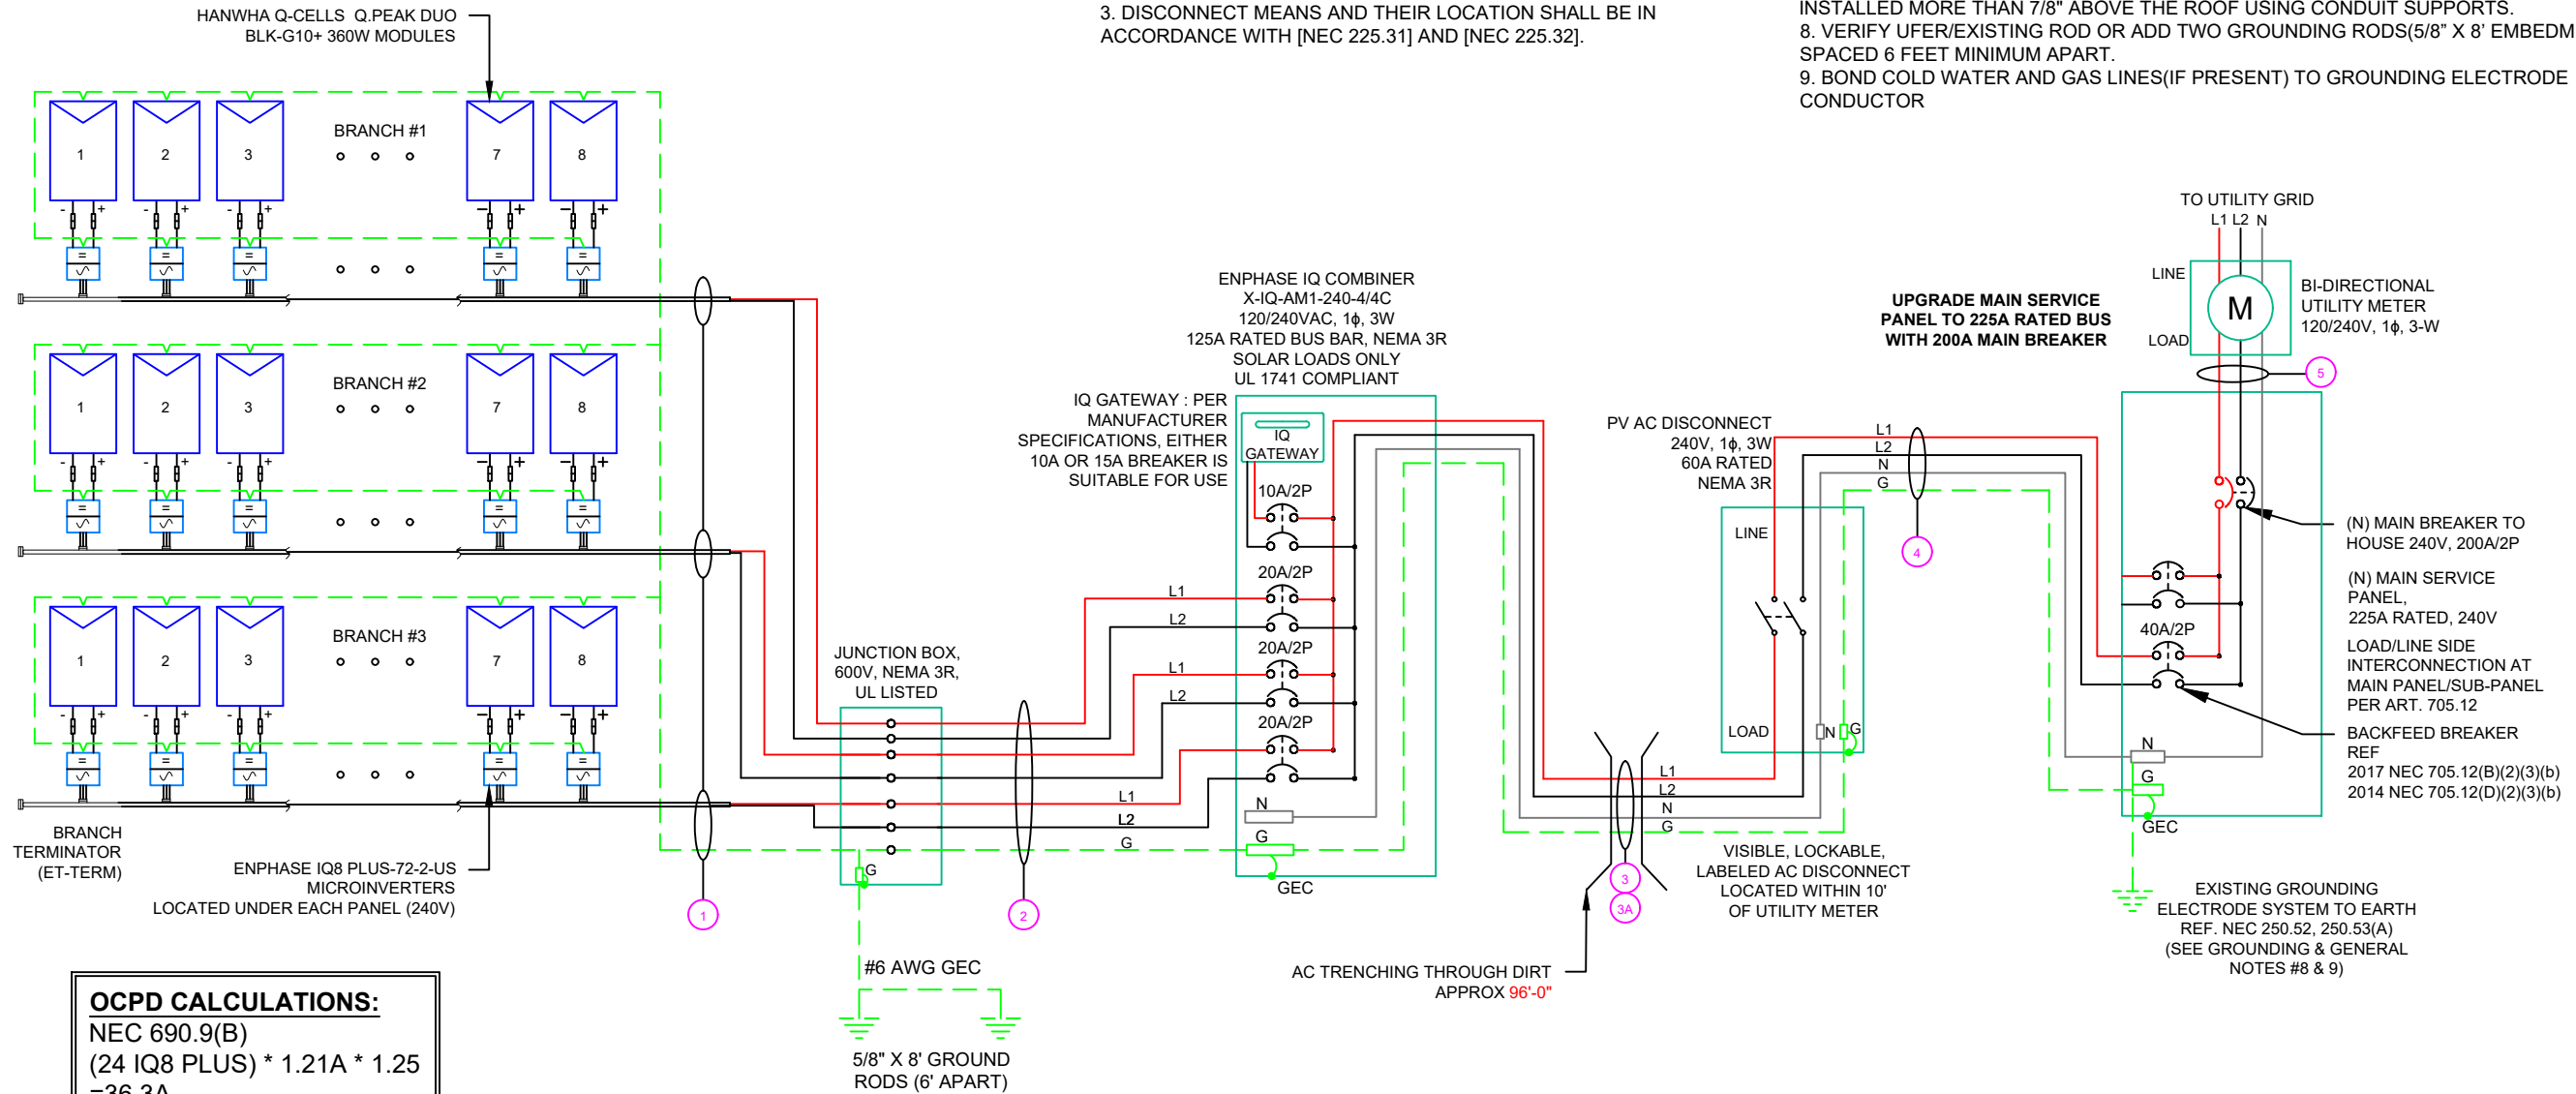 HANWHA Q-CELLS Q.PEAK DUO
BLK-G10+ 360W MODULES
3. DISCONNECT MEANS AND THEIR LOCATION SHALL BE IN
ACCORDANCE WITH [NEC 225.31] AND [NEC 225.32].
INSTALLED MORE THAN 7/8" ABOVE THE ROOF USING CONDUIT SUPPORTS.
8. VERIFY UFER/EXISTING ROD OR ADD TWO GROUNDING RODS(5/8" X 8' EMBEDM
SPACED 6 FEET MINIMUM APART.
9. BOND COLD WATER AND GAS LINES(IF PRESENT) TO GROUNDING ELECTRODE
CONDUCTOR
BRANCH #1
1 2 3 7 8
- + - + - + - + - +
= = = = =
BRANCH #2
1 2 3 7 8
- + - + - + - + - +
= = = = =
BRANCH #3
1 2 3 7 8
- + - + - + - + - +
= = = = =
BRANCH
TERMINATOR
(ET-TERM)
ENPHASE IQ8 PLUS-72-2-US
MICROINVERTERS
LOCATED UNDER EACH PANEL (240V)
1
OCPD CALCULATIONS:
NEC 690.9(B)
(24 IQ8 PLUS) * 1.21A * 1.25
=36.3A
JUNCTION BOX,
600V, NEMA 3R,
UL LISTED
G
#6 AWG GEC
5/8" X 8' GROUND
RODS (6' APART)
2
L1
L2
L1
L2
L1
L2
G
ENPHASE IQ COMBINER
X-IQ-AM1-240-4/4C
120/240VAC, 1ϕ, 3W
125A RATED BUS BAR, NEMA 3R
SOLAR LOADS ONLY
UL 1741 COMPLIANT
IQ GATEWAY : PER
MANUFACTURER
SPECIFICATIONS, EITHER
10A OR 15A BREAKER IS
SUITABLE FOR USE
IQ
GATEWAY
10A/2P
20A/2P
20A/2P
20A/2P
N
G
GEC
AC TRENCHING THROUGH DIRT
APPROX 96'-0"
3
3A
L1
L2
N
G
PV AC DISCONNECT
240V, 1ϕ, 3W
60A RATED
NEMA 3R
LINE
LOAD
N
G
VISIBLE, LOCKABLE,
LABELED AC DISCONNECT
LOCATED WITHIN 10'
OF UTILITY METER
L1
L2
N
G
4
UPGRADE MAIN SERVICE
PANEL TO 225A RATED BUS
WITH 200A MAIN BREAKER
TO UTILITY GRID
L1 L2 N
LINE
LOAD
M
BI-DIRECTIONAL
UTILITY METER
120/240V, 1ϕ, 3-W
5
(N) MAIN BREAKER TO
HOUSE 240V, 200A/2P
(N) MAIN SERVICE
PANEL,
225A RATED, 240V
LOAD/LINE SIDE
INTERCONNECTION AT
MAIN PANEL/SUB-PANEL
PER ART. 705.12
BACKFEED BREAKER
REF
2017 NEC 705.12(B)(2)(3)(b)
2014 NEC 705.12(D)(2)(3)(b)
40A/2P
N
G
GEC
EXISTING GROUNDING
ELECTRODE SYSTEM TO EARTH
REF. NEC 250.52, 250.53(A)
(SEE GROUNDING & GENERAL
NOTES #8 & 9)